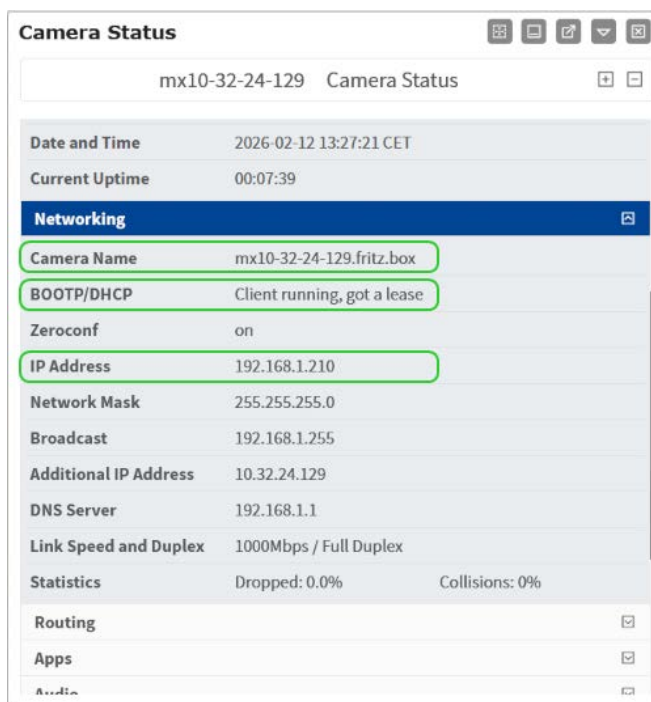 Camera Status
mx10-32-24-129 Camera Status
Date and Time 2026-02-12 13:27:21 CET
Current Uptime 00:07:39
Networking
Camera Name mx10-32-24-129.fritz.box
BOOTP/DHCP Client running, got a lease
Zeroconf on
IP Address 192.168.1.210
Network Mask 255.255.255.0
Broadcast 192.168.1.255
Additional IP Address 10.32.24.129
DNS Server 192.168.1.1
Link Speed and Duplex 1000Mbps / Full Duplex
Statistics Dropped: 0.0% Collisions: 0%
Routing
Apps
Audio